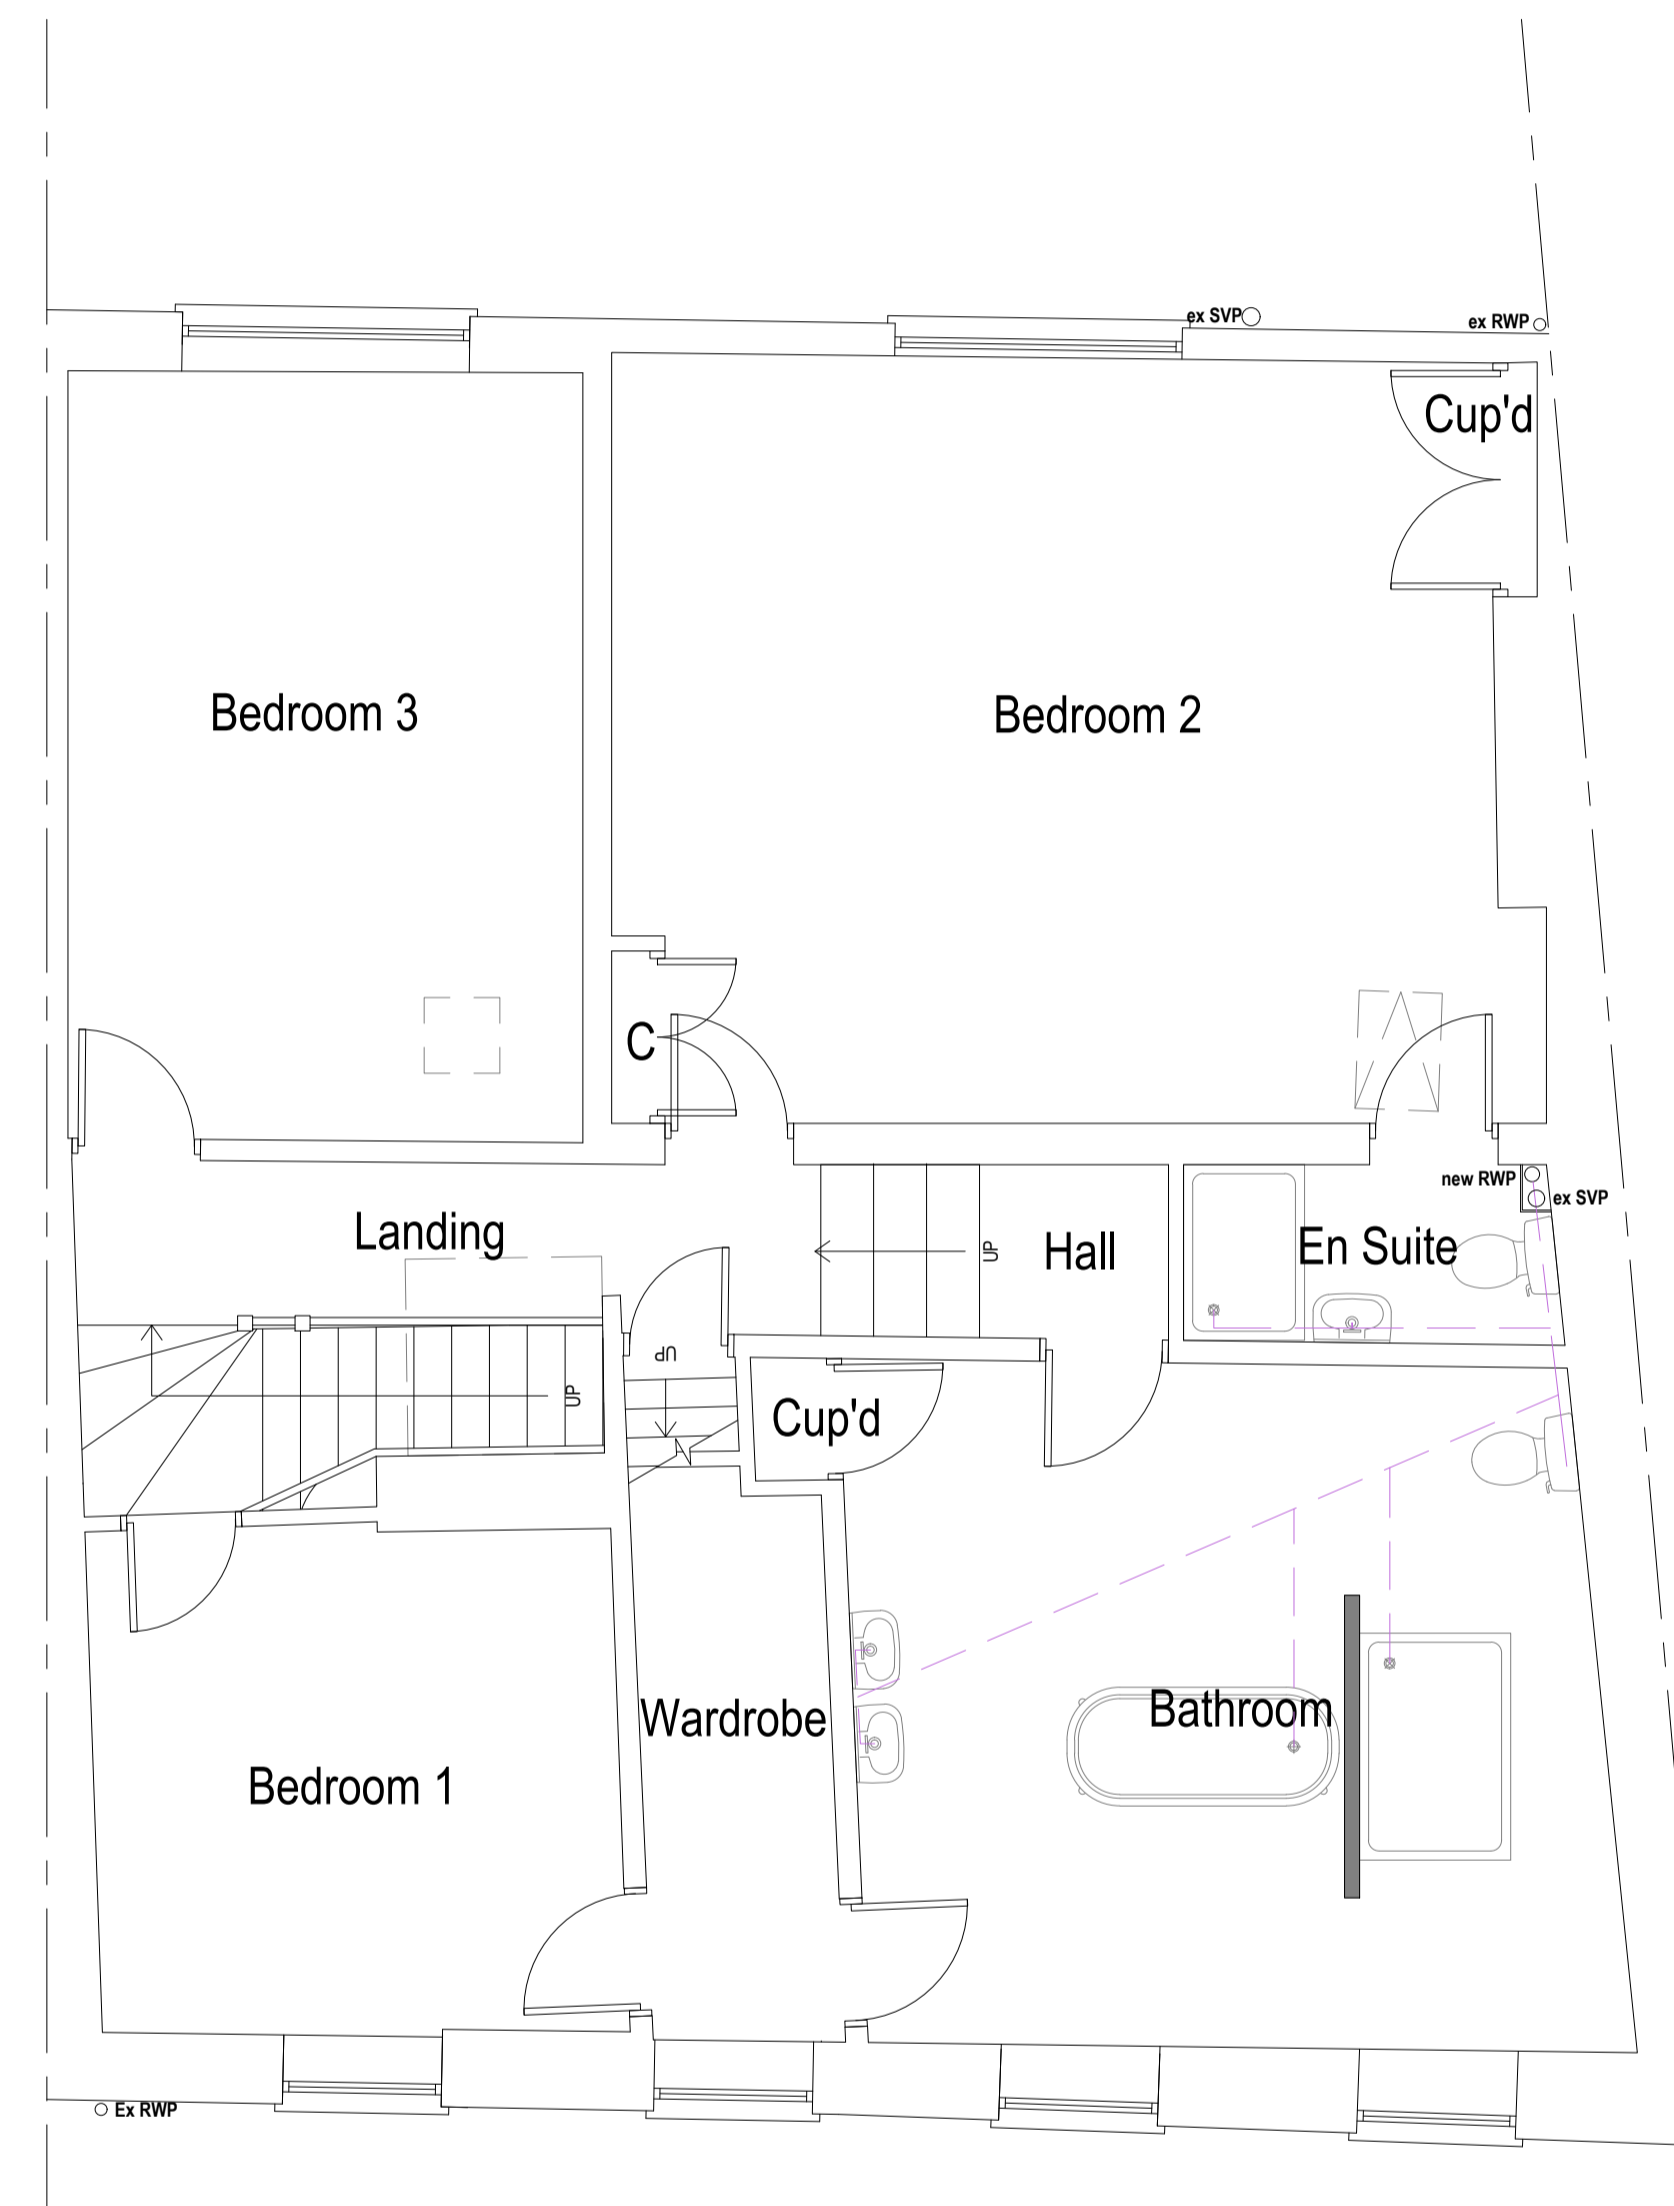 ex SVP
ex RWP
Cup'd
Bedroom 3
Bedroom 2
C
new RWP
ex SVP
Landing
UP
Hall
En Suite
UP
UP
Cup'd
Wardrobe
Bathroom
Bedroom 1
Ex RWP